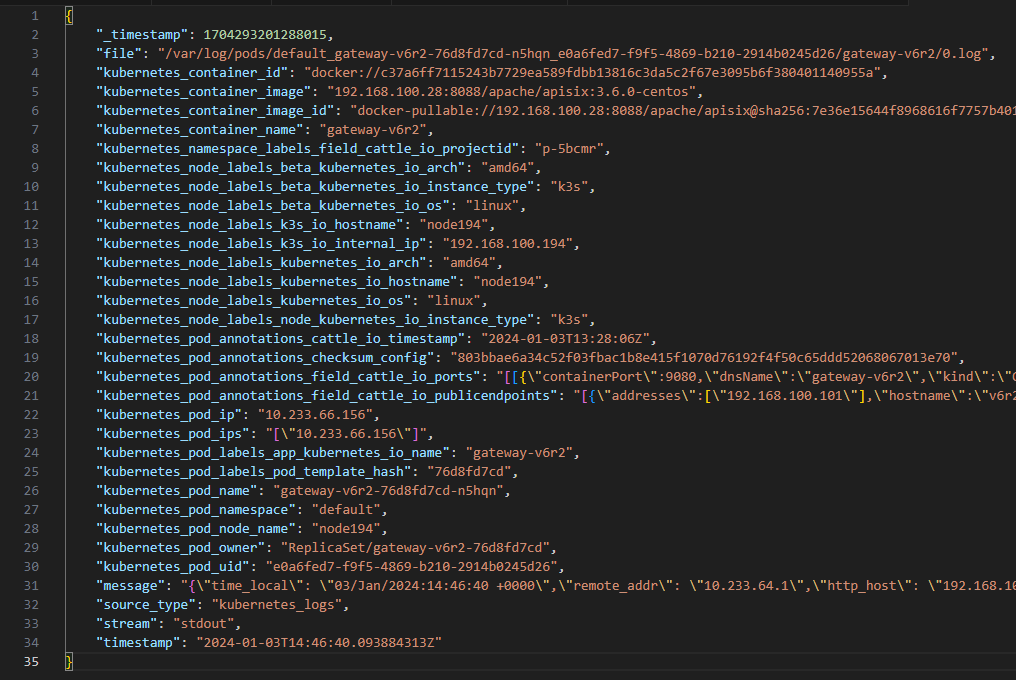 1 {
2 "_timestamp": 1704293201288015,
3 "file": "/var/log/pods/default_gateway-v6r2-76d8fd7cd-n5hqn_e0a6fed7-f9f5-4869-b210-2914b0245d26/gateway-v6r2/0.log",
4 "kubernetes_container_id": "docker://c37a6ff7115243b7729ea589fdbb13816c3da5c2f67e3095b6f380401140955a",
5 "kubernetes_container_image": "192.168.100.28:8088/apache/apisix:3.6.0-centos",
6 "kubernetes_container_image_id": "docker-pullable://192.168.100.28:8088/apache/apisix@sha256:7e36e15644f8968616f7757b401
7 "kubernetes_container_name": "gateway-v6r2",
8 "kubernetes_namespace_labels_field_cattle_io_projectid": "p-5bcmr",
9 "kubernetes_node_labels_beta_kubernetes_io_arch": "amd64",
10 "kubernetes_node_labels_beta_kubernetes_io_instance_type": "k3s",
11 "kubernetes_node_labels_beta_kubernetes_io_os": "linux",
12 "kubernetes_node_labels_k3s_io_hostname": "node194",
13 "kubernetes_node_labels_k3s_io_internal_ip": "192.168.100.194",
14 "kubernetes_node_labels_kubernetes_io_arch": "amd64",
15 "kubernetes_node_labels_kubernetes_io_hostname": "node194",
16 "kubernetes_node_labels_kubernetes_io_os": "linux",
17 "kubernetes_node_labels_node_kubernetes_io_instance_type": "k3s",
18 "kubernetes_pod_annotations_cattle_io_timestamp": "2024-01-03T13:28:06Z",
19 "kubernetes_pod_annotations_checksum_config": "803bbae6a34c52f03fbac1b8e415f1070d76192f4f50c65ddd52068067013e70",
20 "kubernetes_pod_annotations_field_cattle_io_ports": "[[{\"containerPort\":9080,\"dnsName\":\"gateway-v6r2\",\"kind\":\"
21 "kubernetes_pod_annotations_field_cattle_io_publicendpoints": "[{\"addresses\":[\"192.168.100.101\"],\"hostname\":\"v6r2
22 "kubernetes_pod_ip": "10.233.66.156",
23 "kubernetes_pod_ips": "[\"10.233.66.156\"]",
24 "kubernetes_pod_labels_app_kubernetes_io_name": "gateway-v6r2",
25 "kubernetes_pod_labels_pod_template_hash": "76d8fd7cd",
26 "kubernetes_pod_name": "gateway-v6r2-76d8fd7cd-n5hqn",
27 "kubernetes_pod_namespace": "default",
28 "kubernetes_pod_node_name": "node194",
29 "kubernetes_pod_owner": "ReplicaSet/gateway-v6r2-76d8fd7cd",
30 "kubernetes_pod_uid": "e0a6fed7-f9f5-4869-b210-2914b0245d26",
31 "message": "{\"time_local\": \"03/Jan/2024:14:46:40 +0000\",\"remote_addr\": \"10.233.64.1\",\"http_host\": \"192.168.10
32 "source_type": "kubernetes_logs",
33 "stream": "stdout",
34 "timestamp": "2024-01-03T14:46:40.093884313Z"
35 }